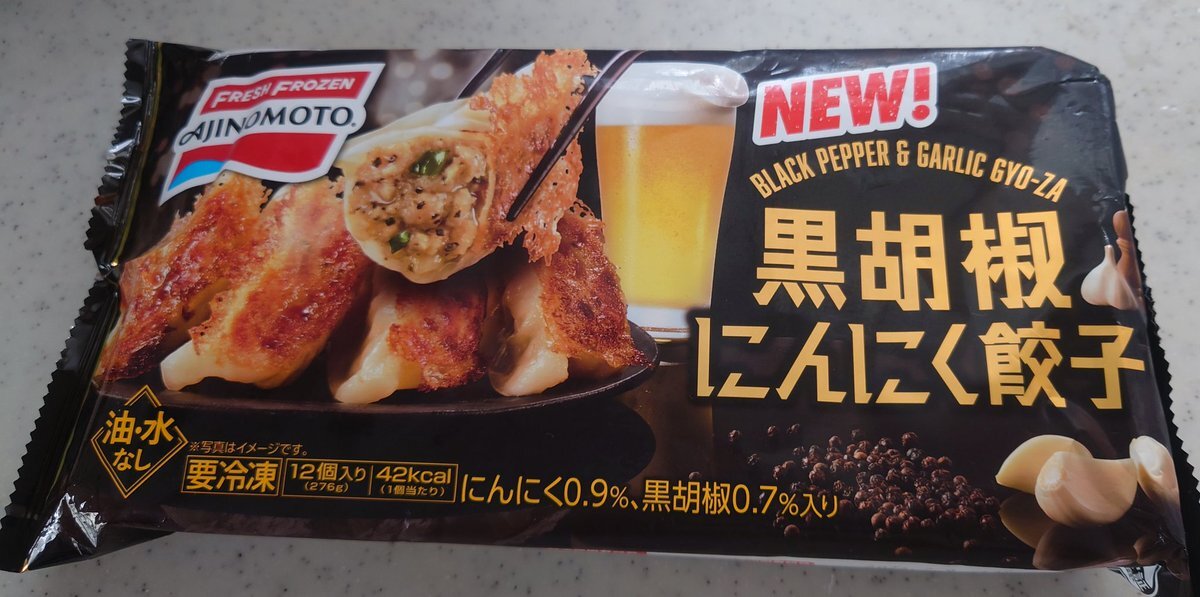 FRESH FROZEN
AJINOMOTO®
NEW!
BLACK PEPPER & GARLIC GYO-ZA
黒胡椒
にんにく餃子
油・水
なし
※写真はイメージです。
要冷凍
12個入り
(276g)
42kcal
(1個当たり)
にんにく0.9%、黒胡椒0.7%入り